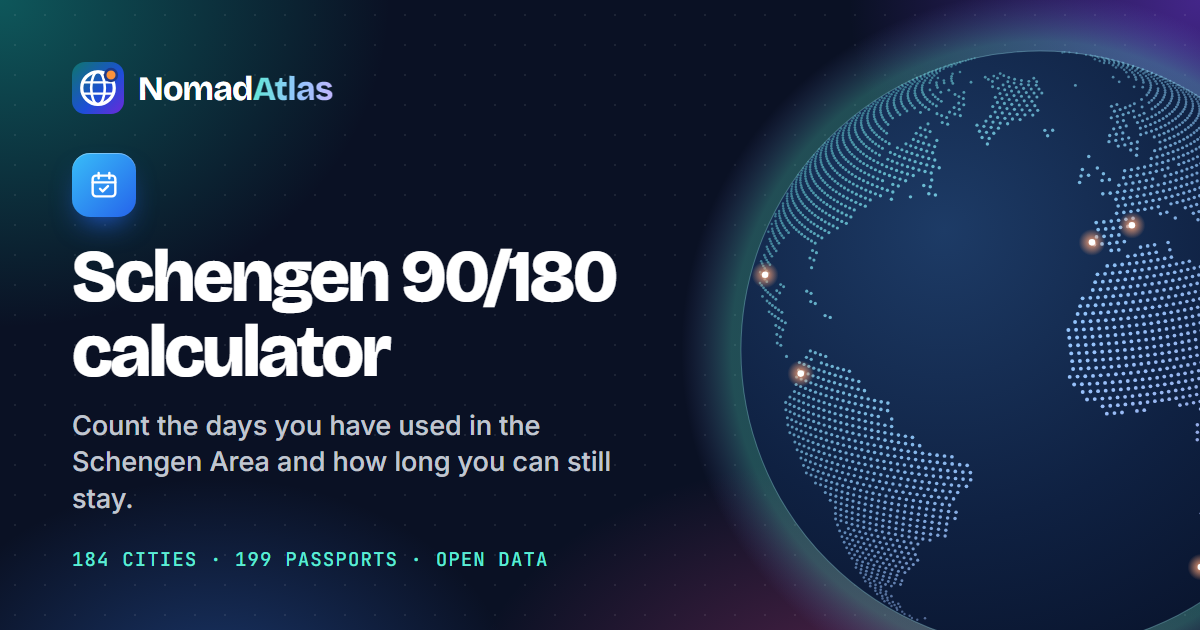 NomadAtlas
Schengen 90/180
calculator
Count the days you have used in the
Schengen Area and how long you can still
stay.
184 CITIES · 199 PASSPORTS · OPEN DATA